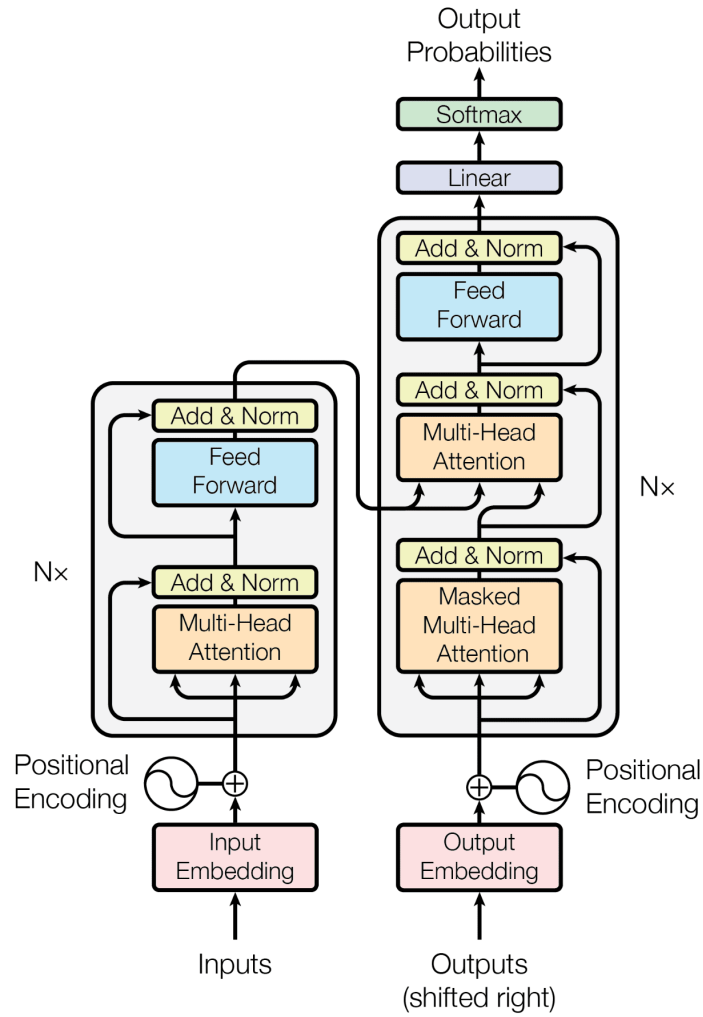 Output
Probabilities
Softmax
Linear
Add & Norm
Feed
Forward
Add & Norm
Multi-Head
Attention
Add & Norm
Masked
Multi-Head
Attention
Nx
Add & Norm
Feed
Forward
Add & Norm
Multi-Head
Attention
Nx
Positional
Encoding
Positional
Encoding
Input
Embedding
Output
Embedding
Inputs
Outputs
(shifted right)